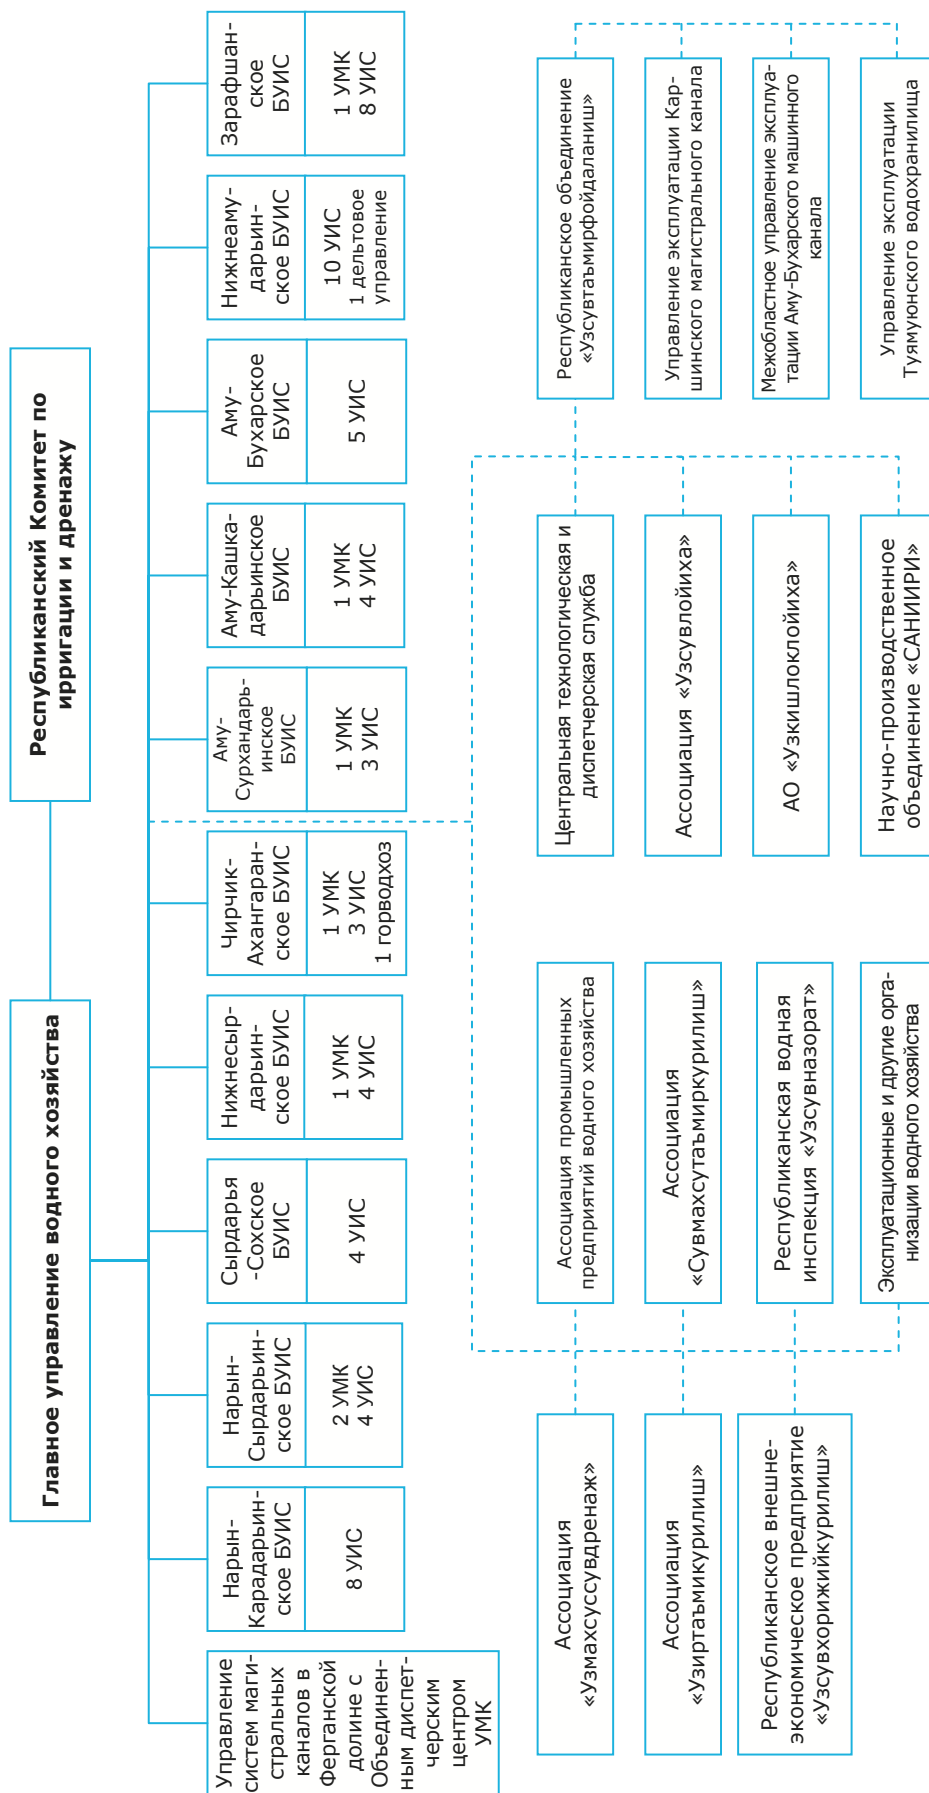 Главное управление водного хозяйства
Республиканский Комитет по
ирригации и дренажу
Управление
систем маги-
стральных
каналов в
Ферганской
долине с
Объединен-
ным диспет-
черским
центром
УМК
Нарын-
Карадарьин-
ское БУИС
8 УИС
Нарын-
Сырдарьин-
ское БУИС
2 УМК
4 УИС
Сырдарья
-Сохское
БУИС
4 УИС
Нижнесыр-
дарьин-
ское БУИС
1 УМК
4 УИС
Чирчик-
Ахангаран-
ское БУИС
1 УМК
3 УИС
1 горводхоз
Аму-
Сурхандарь-
инское
БУИС
1 УМК
3 УИС
Аму-Кашка-
дарьинское
БУИС
1 УМК
4 УИС
Аму-
Бухарское
БУИС
5 УИС
Нижнеаму-
дарьин-
ское БУИС
10 УИС
1 дельтовое
управление
Зарафшан-
ское
БУИС
1 УМК
8 УИС
Ассоциация
«Узмахсуссувдренаж»
Ассоциация промышленных
предприятий водного хозяйства
Центральная технологическая и
диспетчерская служба
Республиканское объединение
«Узсувтаъмирфойдаланиш»
Ассоциация
«Узиртаъмикурилиш»
Ассоциация
«Сувмахсутаъмиркурилиш»
Ассоциация «Узсувлойиха»
Управление эксплуатации Кар-
шинского магистрального канала
Республиканское внешне-
экономическое предприятие
«Узсувхорижийкурилиш»
Республиканская водная
инспекция «Узсувназорат»
АО «Узкишлоклойиха»
Межобластное управление эксплуа-
тации Аму-Бухарского машинного
канала
Эксплуатационные и другие орга-
низации водного хозяйства
Научно-производственное
объединение «САНИИРИ»
Управление эксплуатации
Туямуюнского водохранилища